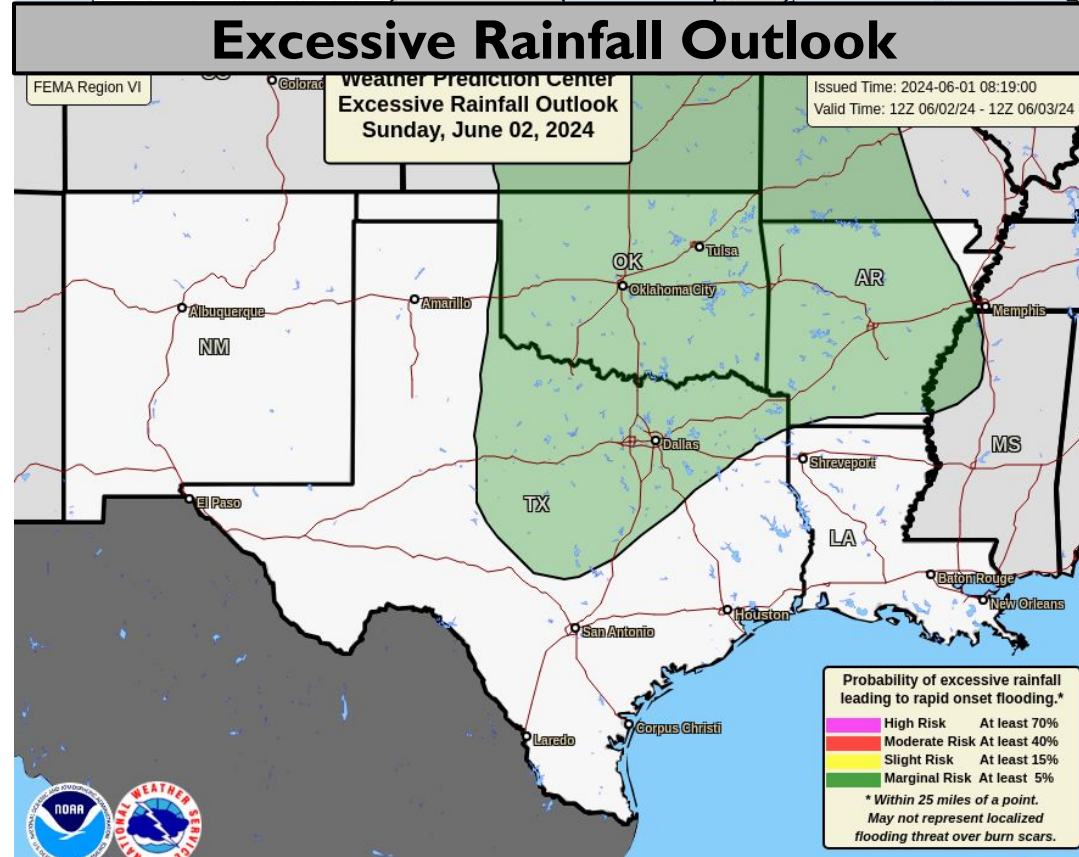 Excessive Rainfall Outlook
FEMA Region VI
Weather Prediction Center
Excessive Rainfall Outlook
Sunday, June 02, 2024
Issued Time: 2024-06-01 08:19:00
Valid Time: 12Z 06/02/24 - 12Z 06/03/24
Colorad
Tulsa
OK
Oklahoma City
AR
Albuquerque
Amarillo
Memphis
NM
Dallas
MS
Shreveport
El Paso
TX
LA
Baton Rouge
New Orleans
Houston
San Antonio
Corpus Christi
Laredo
Probability of excessive rainfall
leading to rapid onset flooding.*
High Risk At least 70%
Moderate Risk At least 40%
Slight Risk At least 15%
Marginal Risk At least 5%
* Within 25 miles of a point.
May not represent localized
flooding threat over burn scars.
NOAA
NATIONAL WEATHER SERVICE